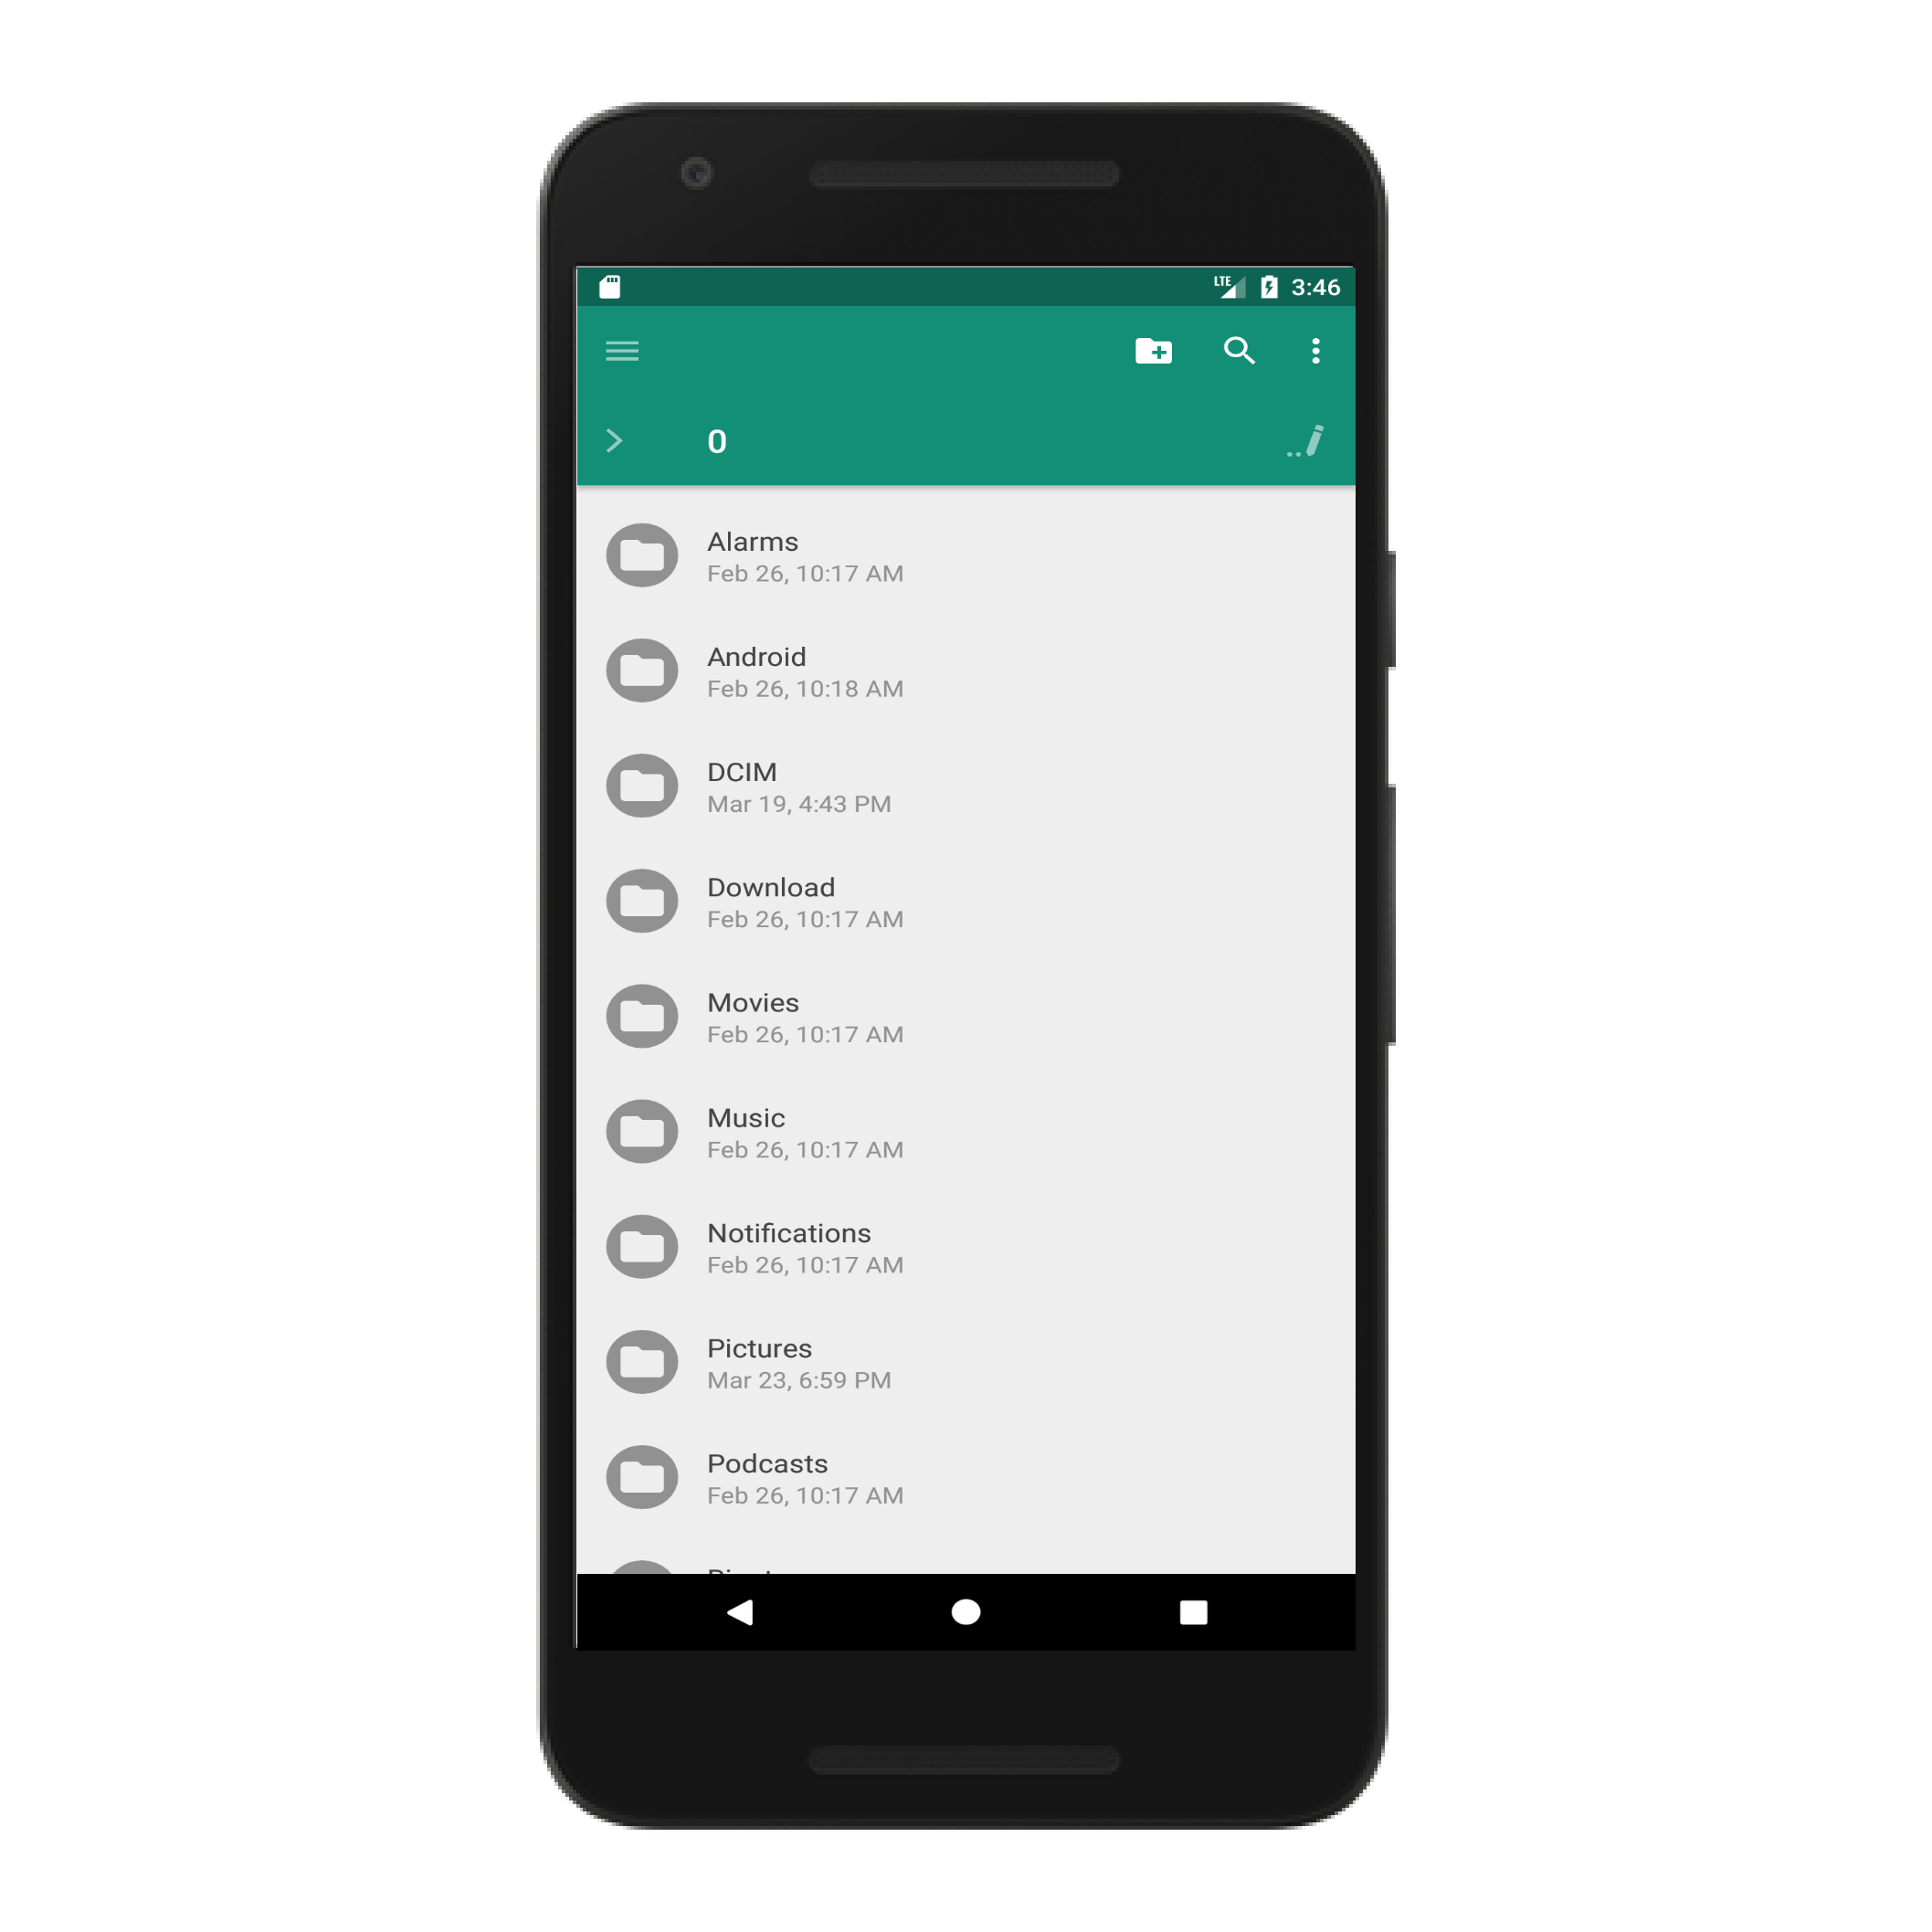 LTE 3:46
0
Alarms
Feb 26, 10:17 AM
Android
Feb 26, 10:18 AM
DCIM
Mar 19, 4:43 PM
Download
Feb 26, 10:17 AM
Movies
Feb 26, 10:17 AM
Music
Feb 26, 10:17 AM
Notifications
Feb 26, 10:17 AM
Pictures
Mar 23, 6:59 PM
Podcasts
Feb 26, 10:17 AM